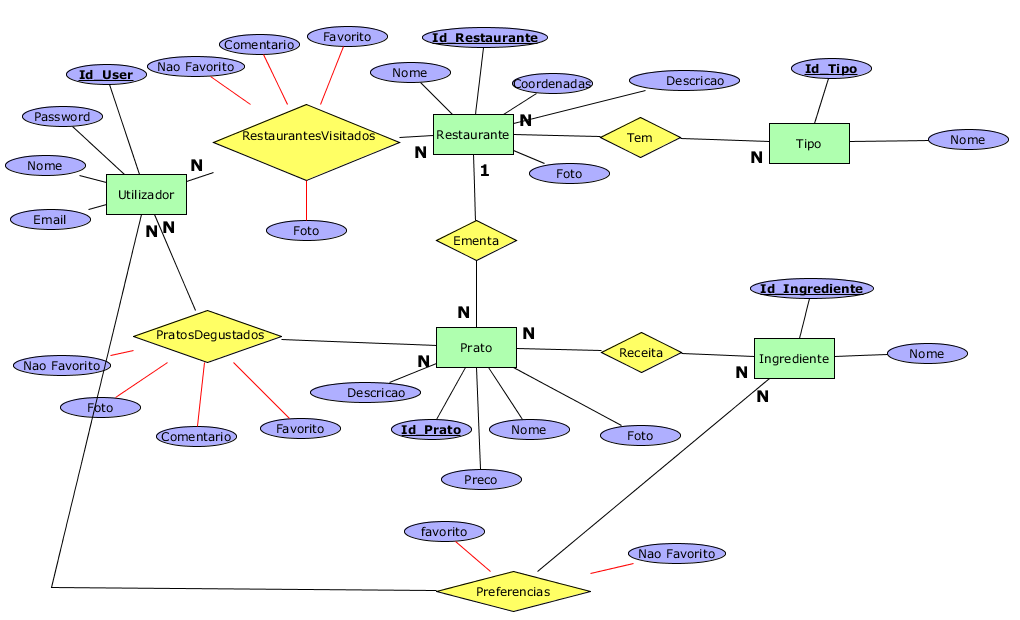 Favorito
Id_Restaurante
Comentario
Nao Favorito
Id_User
Nome
Coordenadas
Descricao
Id_Tipo
Password
RestaurantesVisitados
N
Restaurante
Tem
Tipo
Nome
N
N
N
Nome
1
Foto
Utilizador
Email
N
N
Foto
Ementa
Id_Ingrediente
N
N
PratosDegustados
Prato
Receita
Ingrediente
Nome
Nao Favorito
N
N
Descricao
N
Foto
Comentario
Favorito
Id_Prato
Nome
Foto
Preco
favorito
Nao Favorito
Preferencias